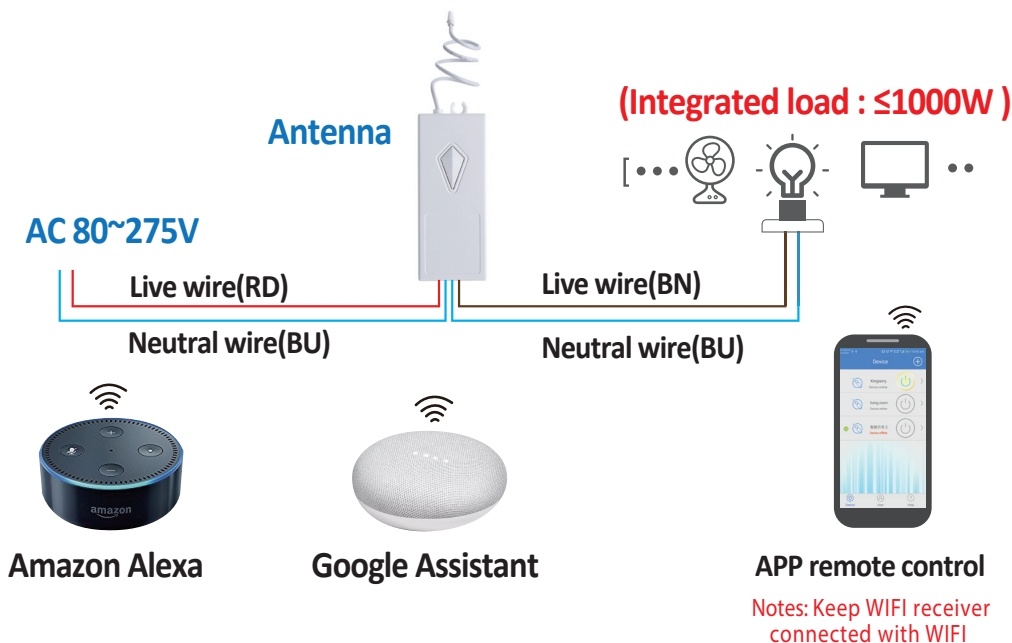 (Integrated load : ≤1000W )
Antenna
AC 80~275V
Live wire(RD)
Neutral wire(BU)
Live wire(BN)
Neutral wire(BU)
Device
amazon
Amazon Alexa
Google Assistant
APP remote control
Notes: Keep WIFI receiver
connected with WIFI